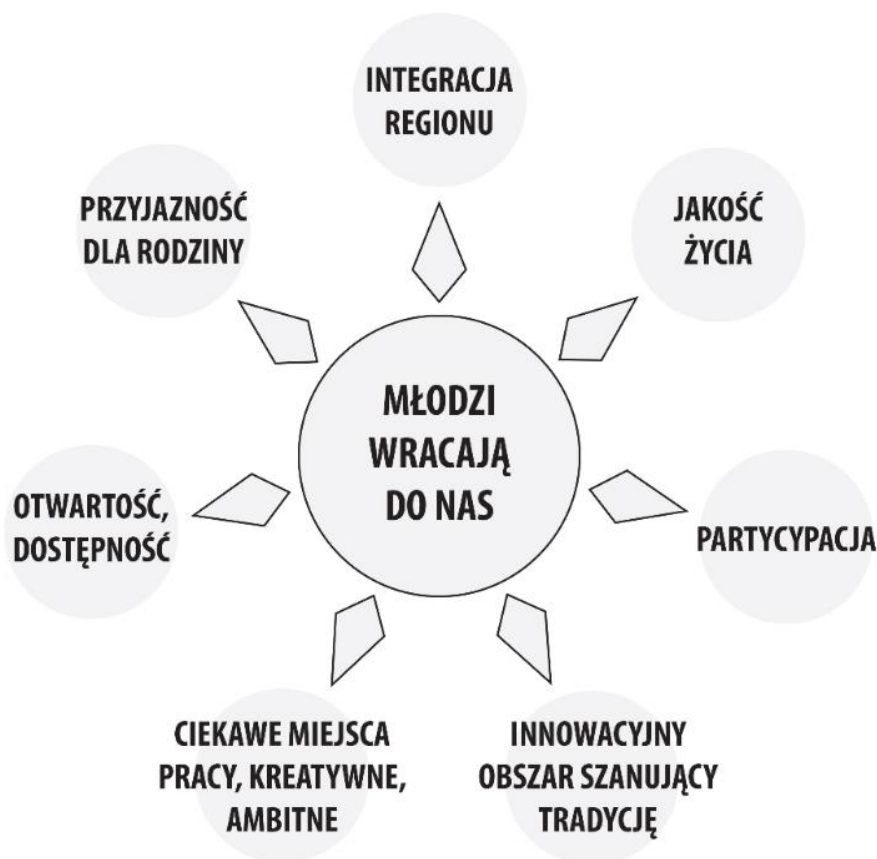 INTEGRACJA
REGIONU
PRZYJAZNOŚĆ
DLA RODZINY
JAKOŚĆ
ŻYCIA
MŁODZI
WRACAJĄ
DO NAS
OTWARTOŚĆ,
DOSTĘPNOŚĆ
PARTYCYPACJA
CIEKAWE MIEJSCA
PRACY, KREATYWNE,
AMBITNE
INNOWACYJNY
OBSZAR SZANUJĄCY
TRADYCJĘ